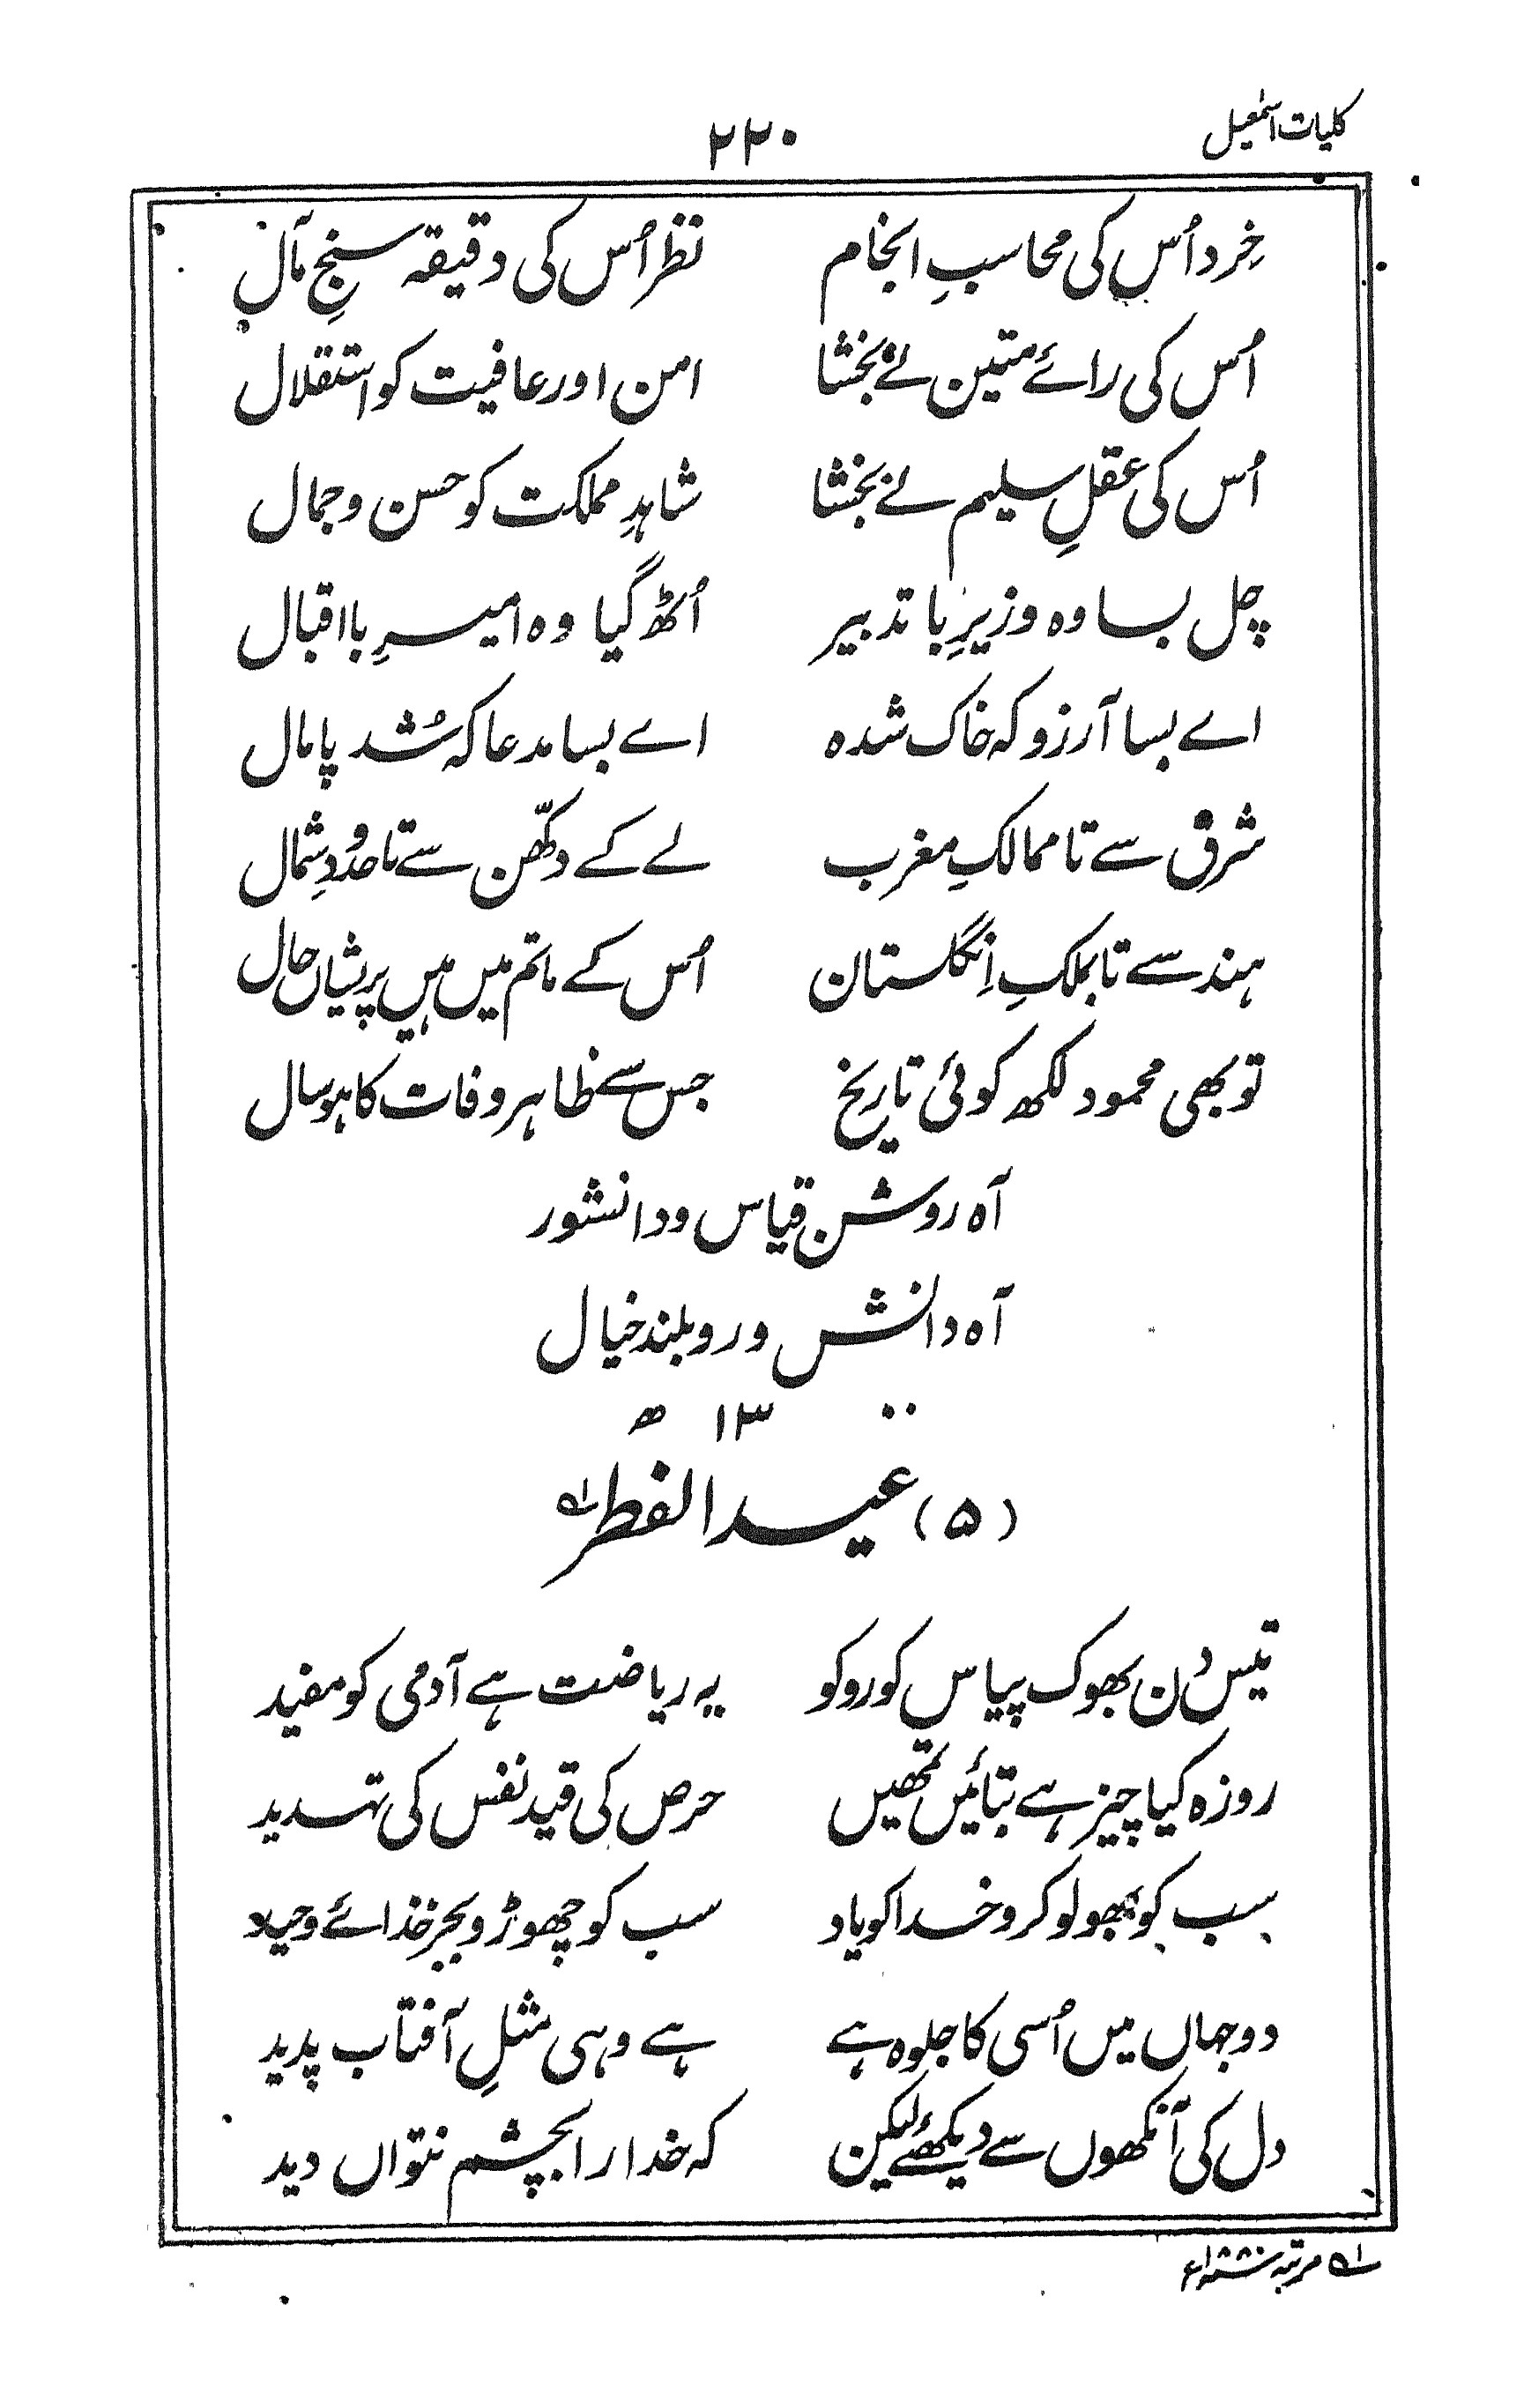 کلیات اسمٰعیل
۲۲۰
خِرد اُس کی محاسبِ انجام نظر اُس کی دقیقہ سنجِ مآل
اُس کی رائے متین نے بخشا امن اور عافیت کو استقلال
اُس کی عقلِ سلیم نے بخشا شاہدِ مملکت کو حسن و جمال
چل بسا وہ وزیرِ با تدبیر اُٹھ گیا وہ امیرِ با اقبال
اے بسا آرزو کہ خاک شدہ اے بسا مدعا کہ شُد پامال
شرق سے تا ممالکِ مغرب لے کے دکّھن سے تا حدُودِ شمال
ہند سے تا بملکِ اِنگلستان اُس کے ماتم میں ہیں پریشاں حال
تو بھی محمود لکھ کوئی تاریخ جس سے ظاہر وفات کا ہو سال
آہ روشن قیاس و دانشور
آہ دانش ور و بلند خیال
۱۳۰۰ ھ
(۵) عید الفطر ۱؎
تیس دن بھوک پیاس کو روکو یہ ریاضت ہے آدمی کو مفید
روزہ کیا چیز ہے بتائیں تمھیں حرص کی قید نفس کی تہدید
سب کو بھولو کرو خدا کو یاد سب کو چھوڑو بجز خدائے وحید
دو جہاں میں اُسی کا جلوہ ہے ہے وہی مثلِ آفتاب پدید
دل کی آنکھوں سے دیکھئے لیکن کہ خدا را بچشم نتواں دید
۱؎ مرتبہ